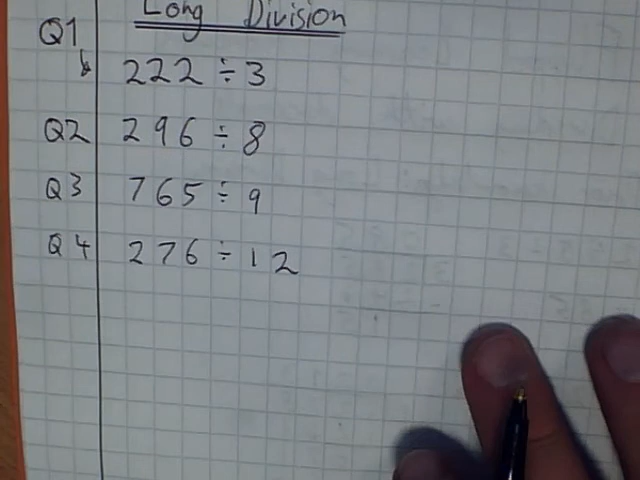 Long Division
Q1 222 ÷ 3
Q2 296 ÷ 8
Q3 765 ÷ 9
Q4 276 ÷ 12